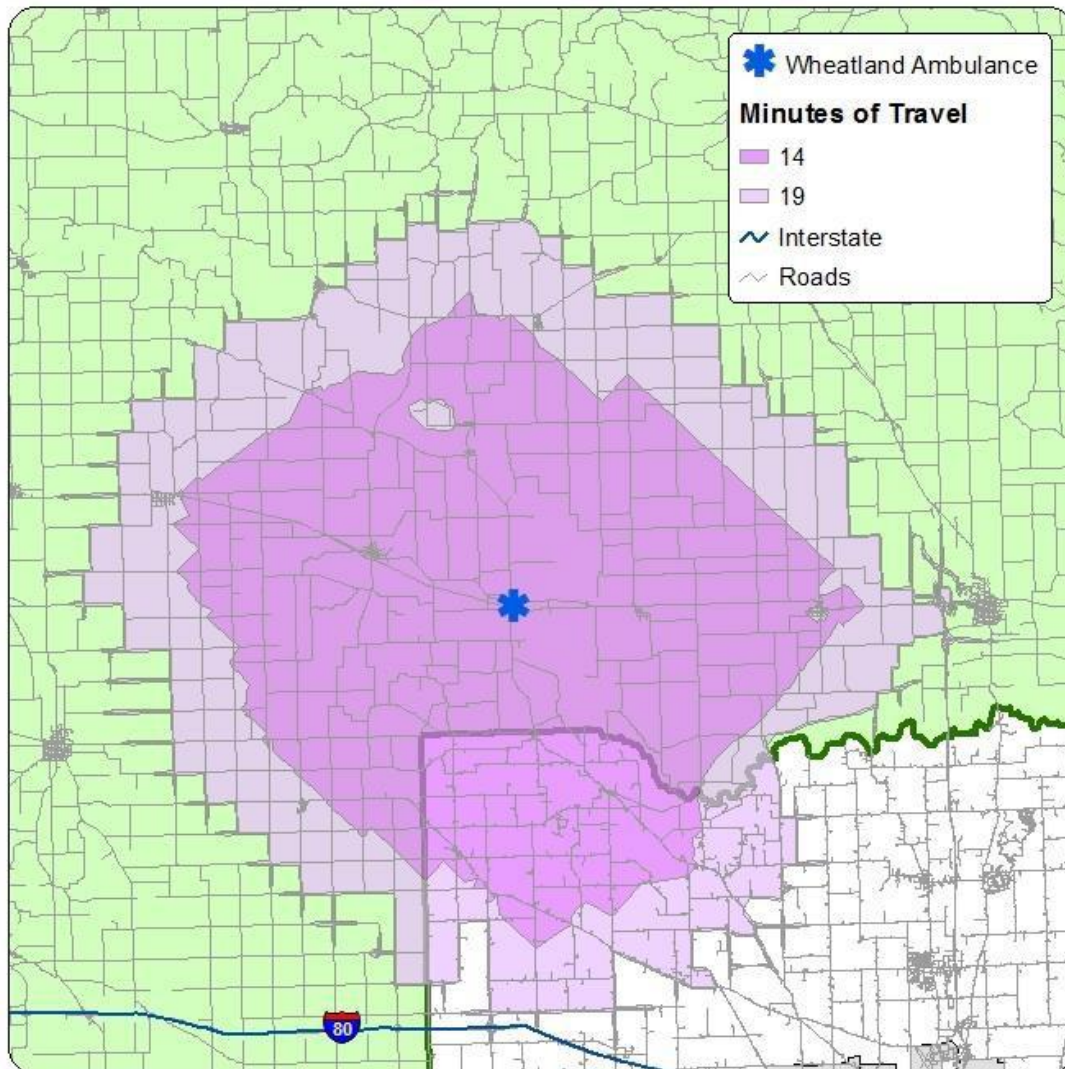 Wheatland Ambulance
Minutes of Travel
14
19
Interstate
Roads
80